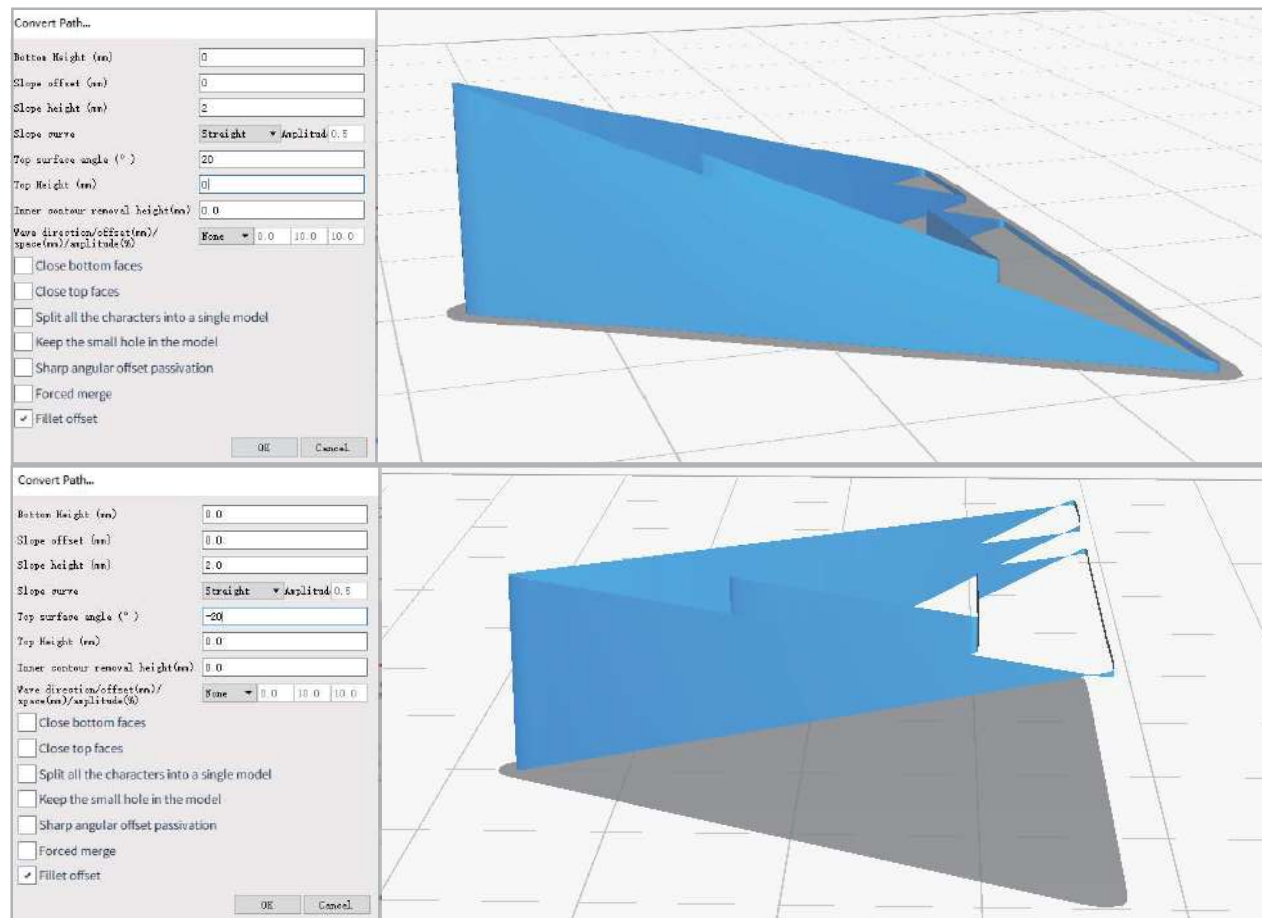 Convert Path...
Bottom Height (mm) 0
Slope offset (mm) 0
Slope height (mm) 2
Slope curve Straight Amplitud 0.5
Top surface angle (°) 20
Top Height (mm) 0
Inner contour removal height(mm) 0.0
Wave direction/offset(mm)/ None 0.0 10.0 10.0
space(mm)/amplitude(%)
Close bottom faces
Close top faces
Split all the characters into a single model
Keep the small hole in the model
Sharp angular offset passivation
Forced merge
Fillet offset
OK Cancel
Convert Path...
Bottom Height (mm) 0.0
Slope offset (mm) 0.0
Slope height (mm) 2.0
Slope curve Straight Amplitud 0.5
Top surface angle (°) -20
Top Height (mm) 0.0
Inner contour removal height(mm) 0.0
Wave direction/offset(mm)/ None 0.0 10.0 10.0
space(mm)/amplitude(%)
Close bottom faces
Close top faces
Split all the characters into a single model
Keep the small hole in the model
Sharp angular offset passivation
Forced merge
Fillet offset
OK Cancel